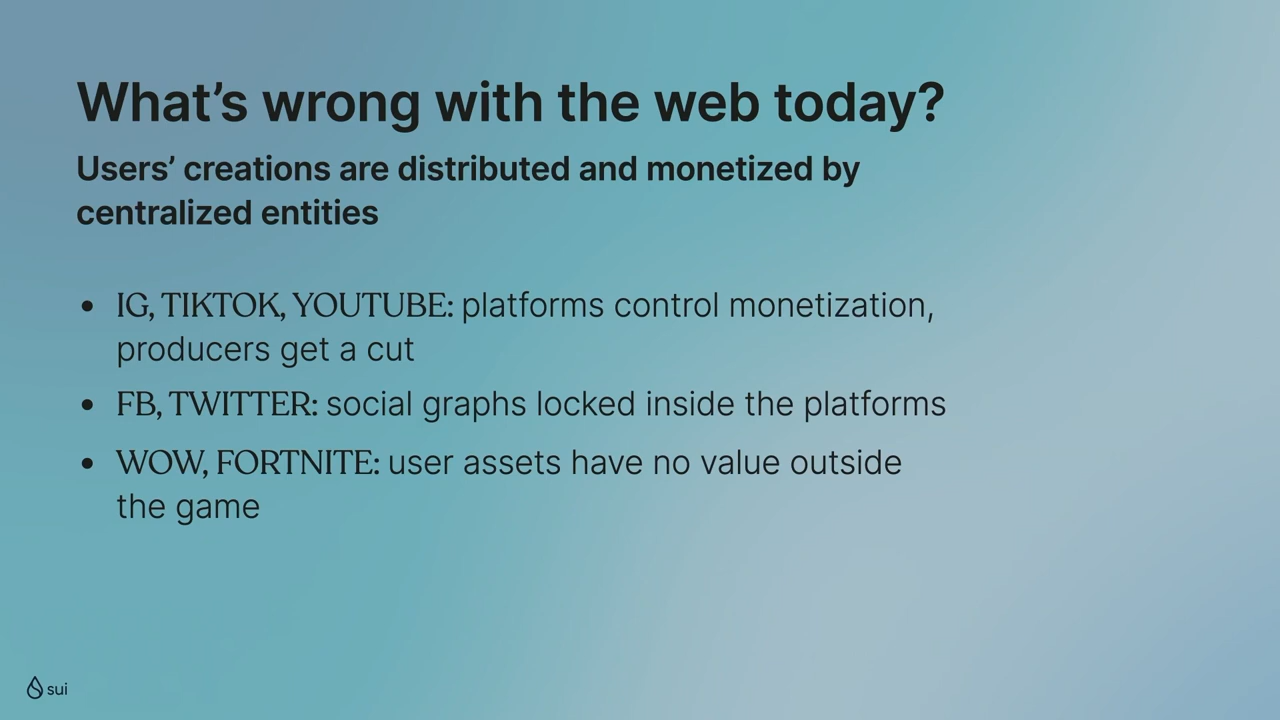 What’s wrong with the web today?
Users’ creations are distributed and monetized by
centralized entities
• IG, TIKTOK, YOUTUBE: platforms control monetization,
producers get a cut
• FB, TWITTER: social graphs locked inside the platforms
• WOW, FORTNITE: user assets have no value outside
the game
sui